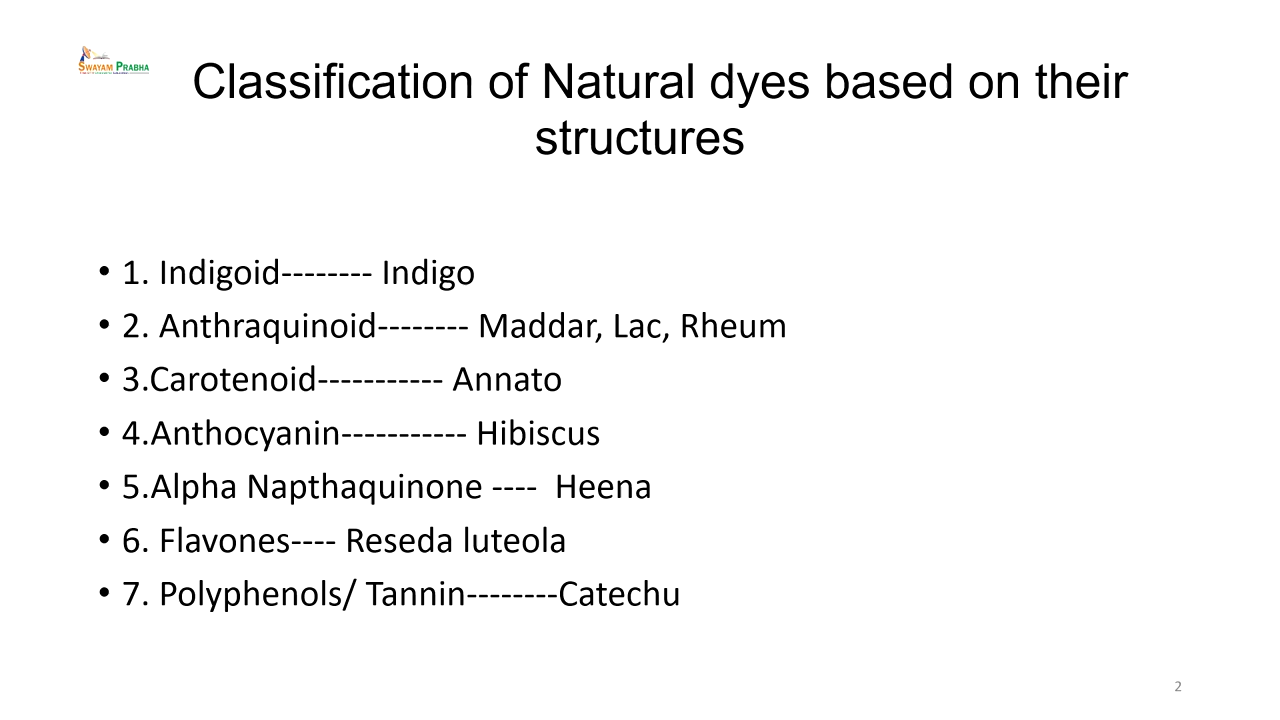 SWAYAM PRABHA
Classification of Natural dyes based on their
structures
• 1. Indigoid-------- Indigo
• 2. Anthraquinoid-------- Maddar, Lac, Rheum
• 3.Carotenoid----------- Annato
• 4.Anthocyanin----------- Hibiscus
• 5.Alpha Napthaquinone ----  Heena
• 6. Flavones---- Reseda luteola
• 7. Polyphenols/ Tannin--------Catechu
2